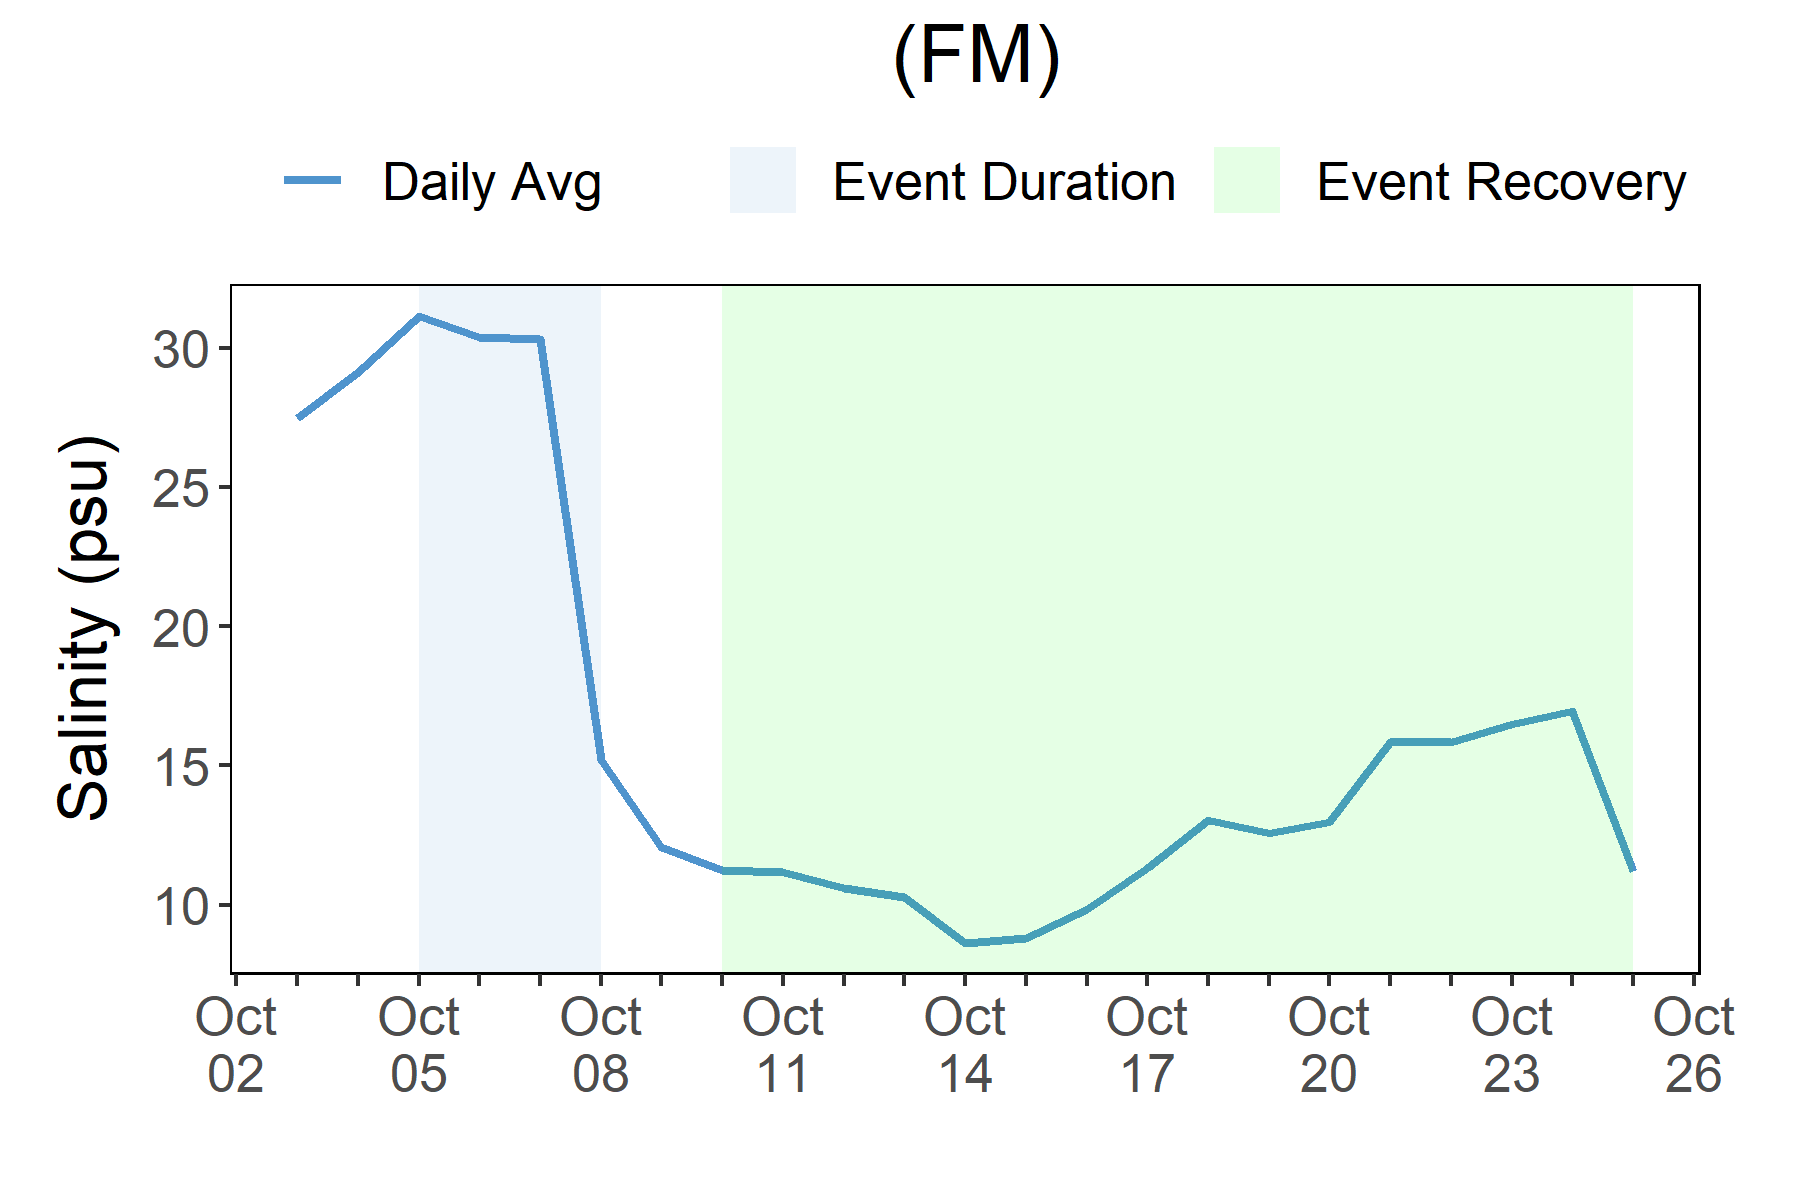 (FM)
Daily Avg Event Duration Event Recovery
Salinity (psu)
30
25
20
15
10
Oct Oct Oct Oct Oct Oct Oct Oct Oct
02 05 08 11 14 17 20 23 26